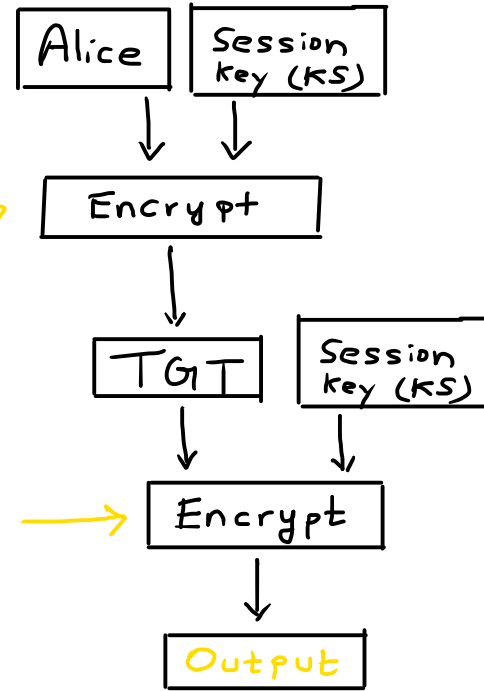 Alice
Session
key (KS)
Encrypt
TGT
Session
key (KS)
Encrypt
Output